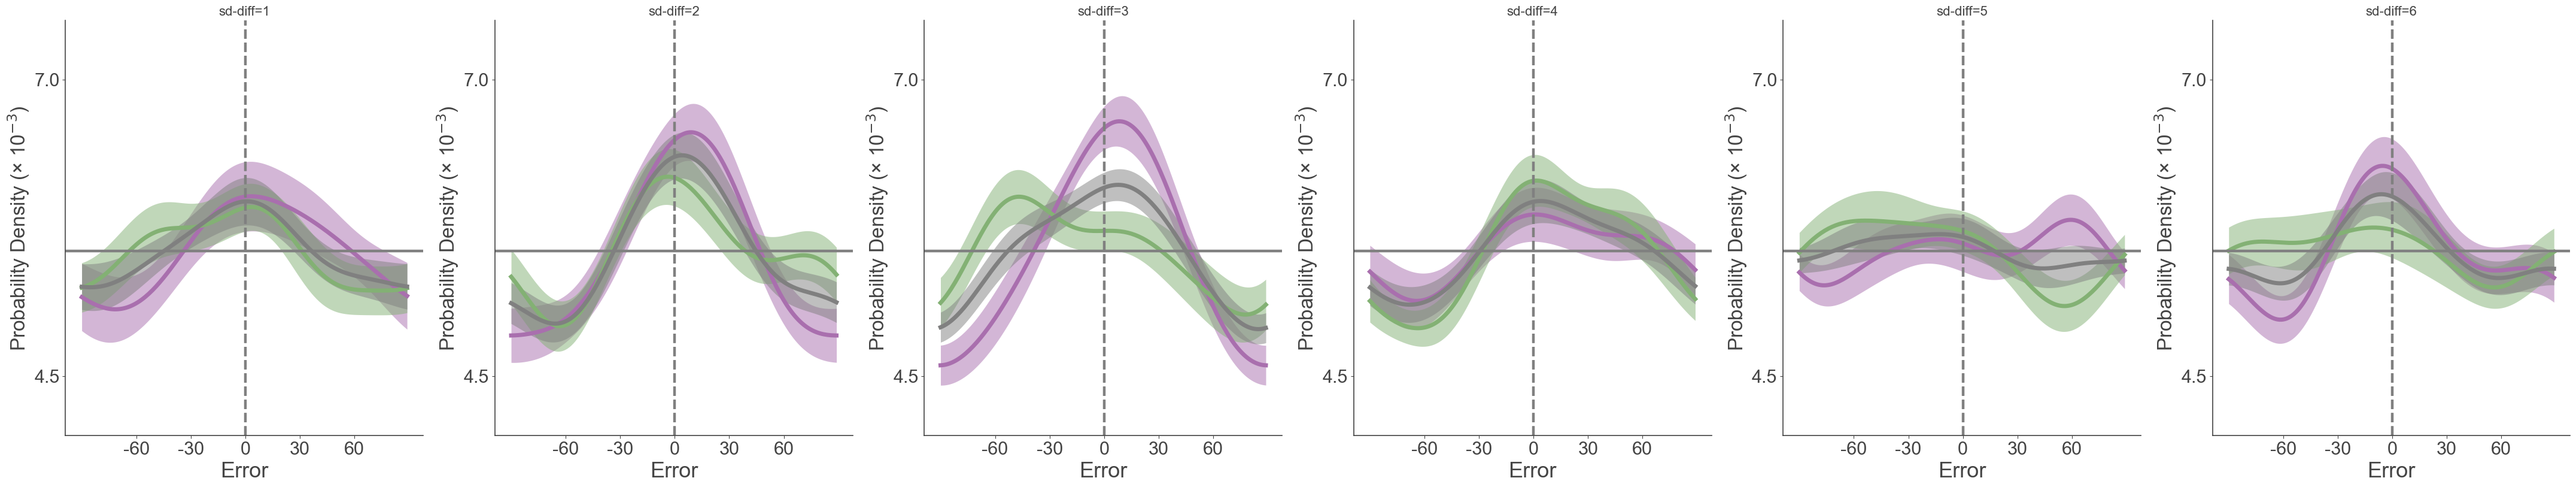 sd-diff=1
Probability Density (× 10⁻³)
7.0
4.5
-60 -30 0 30 60
Error
sd-diff=2
Probability Density (× 10⁻³)
7.0
4.5
-60 -30 0 30 60
Error
sd-diff=3
Probability Density (× 10⁻³)
7.0
4.5
-60 -30 0 30 60
Error
sd-diff=4
Probability Density (× 10⁻³)
7.0
4.5
-60 -30 0 30 60
Error
sd-diff=5
Probability Density (× 10⁻³)
7.0
4.5
-60 -30 0 30 60
Error
sd-diff=6
Probability Density (× 10⁻³)
7.0
4.5
-60 -30 0 30 60
Error